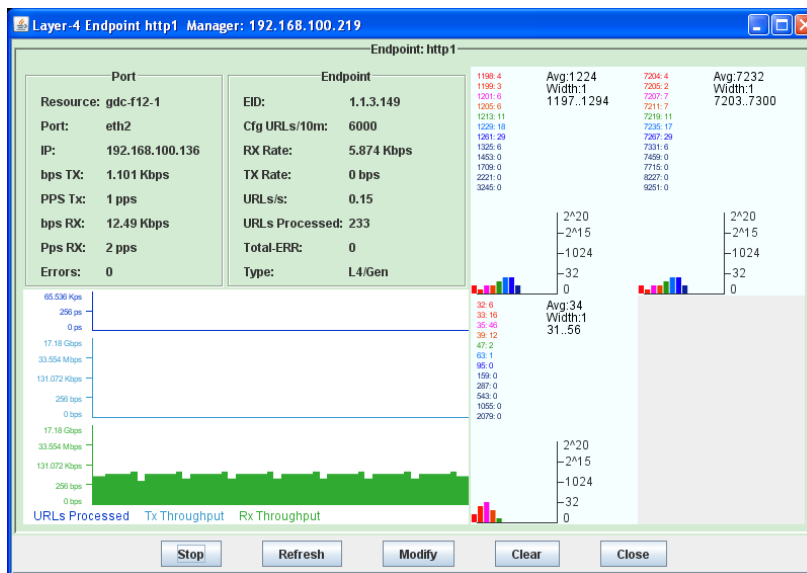 Layer-4 Endpoint http1 Manager: 192.168.100.219
Endpoint: http1
Port
Resource: gdc-f12-1
Port: eth2
IP: 192.168.100.136
bps TX: 1.101 Kbps
PPS Tx: 1 pps
bps RX: 12.49 Kbps
Pps RX: 2 pps
Errors: 0
Endpoint
EID: 1.1.3.149
Cfg URLs/10m: 6000
RX Rate: 5.874 Kbps
TX Rate: 0 bps
URLs/s: 0.15
URLs Processed: 233
Total-ERR: 0
Type: L4/Gen
1198: 4
1199: 3
1201: 6
1205: 6
1213: 11
1229: 18
1261: 29
1325: 6
1453: 0
1709: 0
2221: 0
3245: 0
Avg:1224
Width:1
1197..1294
2^20
2^15
1024
32
0
7204: 4
7205: 2
7207: 7
7211: 7
7219: 11
7235: 17
7267: 29
7331: 6
7459: 0
7715: 0
8227: 0
9251: 0
Avg:7232
Width:1
7203..7300
2^20
2^15
1024
32
0
65.536 Kps
256 ps
0 ps
17.18 Gbps
33.554 Mbps
131.072 Kbps
256 bps
0 bps
17.18 Gbps
33.554 Mbps
131.072 Kbps
256 bps
0 bps
URLs Processed Tx Throughput Rx Throughput
32: 6
33: 16
35: 46
39: 12
47: 2
63: 1
95: 0
159: 0
287: 0
543: 0
1055: 0
2079: 0
Avg:34
Width:1
31..56
2^20
2^15
1024
32
0
Stop
Refresh
Modify
Clear
Close